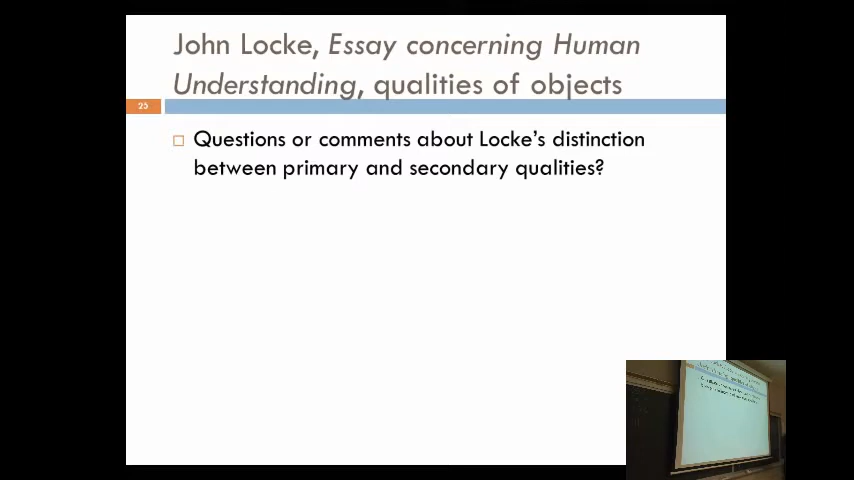 John Locke, Essay concerning Human
Understanding, qualities of objects
25
Questions or comments about Locke's distinction
between primary and secondary qualities?